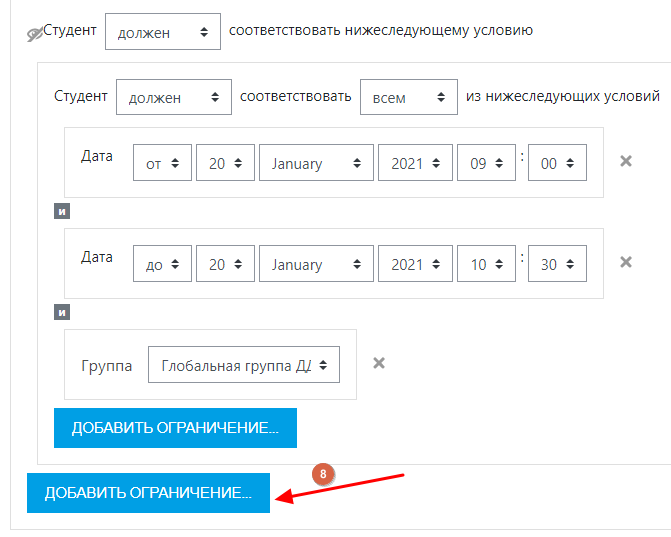 Студент должен соответствовать нижеследующему условию
Студент должен соответствовать всем из нижеследующих условий
Дата от 20 January 2021 09 : 00
и
Дата до 20 January 2021 10 : 30
и
Группа Глобальная группа ДД
ДОБАВИТЬ ОГРАНИЧЕНИЕ...
8
ДОБАВИТЬ ОГРАНИЧЕНИЕ...